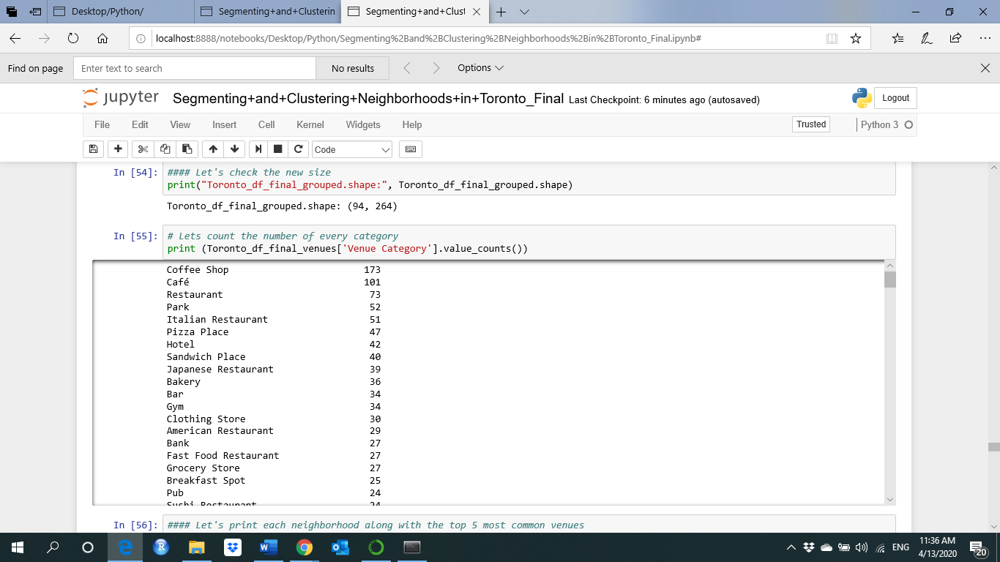 Desktop/Python/
Segmenting+and+Clusterin
Segmenting+and+Clust
localhost:8888/notebooks/Desktop/Python/Segmenting%2Band%2BClustering%2BNeighborhoods%2Bin%2BToronto_Final.ipynb#
Find on page
Enter text to search
No results
Options
jupyter
Segmenting+and+Clustering+Neighborhoods+in+Toronto_Final Last Checkpoint: 6 minutes ago (autosaved)
Logout
File Edit View Insert Cell Kernel Widgets Help
Trusted
Python 3
Code
In [54]: #### Let's check the new size
print("Toronto_df_final_grouped.shape:", Toronto_df_final_grouped.shape)
Toronto_df_final_grouped.shape: (94, 264)
In [55]: # Lets count the number of every category
print (Toronto_df_final_venues['Venue Category'].value_counts())
Coffee Shop 173
Café 101
Restaurant 73
Park 52
Italian Restaurant 51
Pizza Place 47
Hotel 42
Sandwich Place 40
Japanese Restaurant 39
Bakery 36
Bar 34
Gym 34
Clothing Store 30
American Restaurant 29
Bank 27
Fast Food Restaurant 27
Grocery Store 27
Breakfast Spot 25
Pub 24
Sushi Restaurant 24
In [56]: #### Let's print each neighborhood along with the top 5 most common venues
ENG
11:36 AM
4/13/2020
20